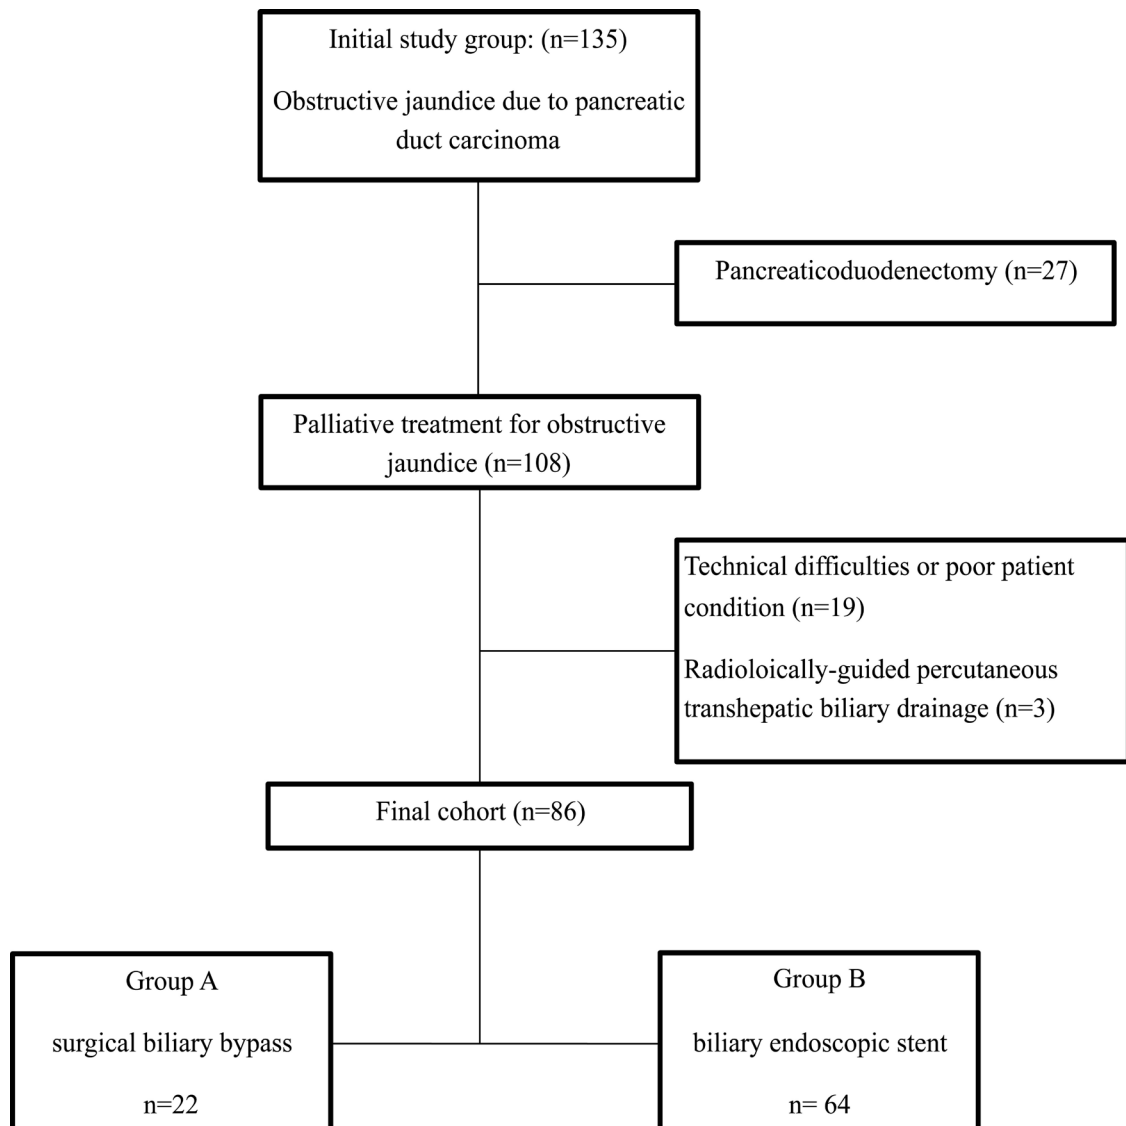 Initial study group: (n=135)
Obstructive jaundice due to pancreatic
duct carcinoma
Pancreaticoduodenectomy (n=27)
Palliative treatment for obstructive
jaundice (n=108)
Technical difficulties or poor patient
condition (n=19)
Radioloically-guided percutaneous
transhepatic biliary drainage (n=3)
Final cohort (n=86)
Group A
surgical biliary bypass
n=22
Group B
biliary endoscopic stent
n= 64